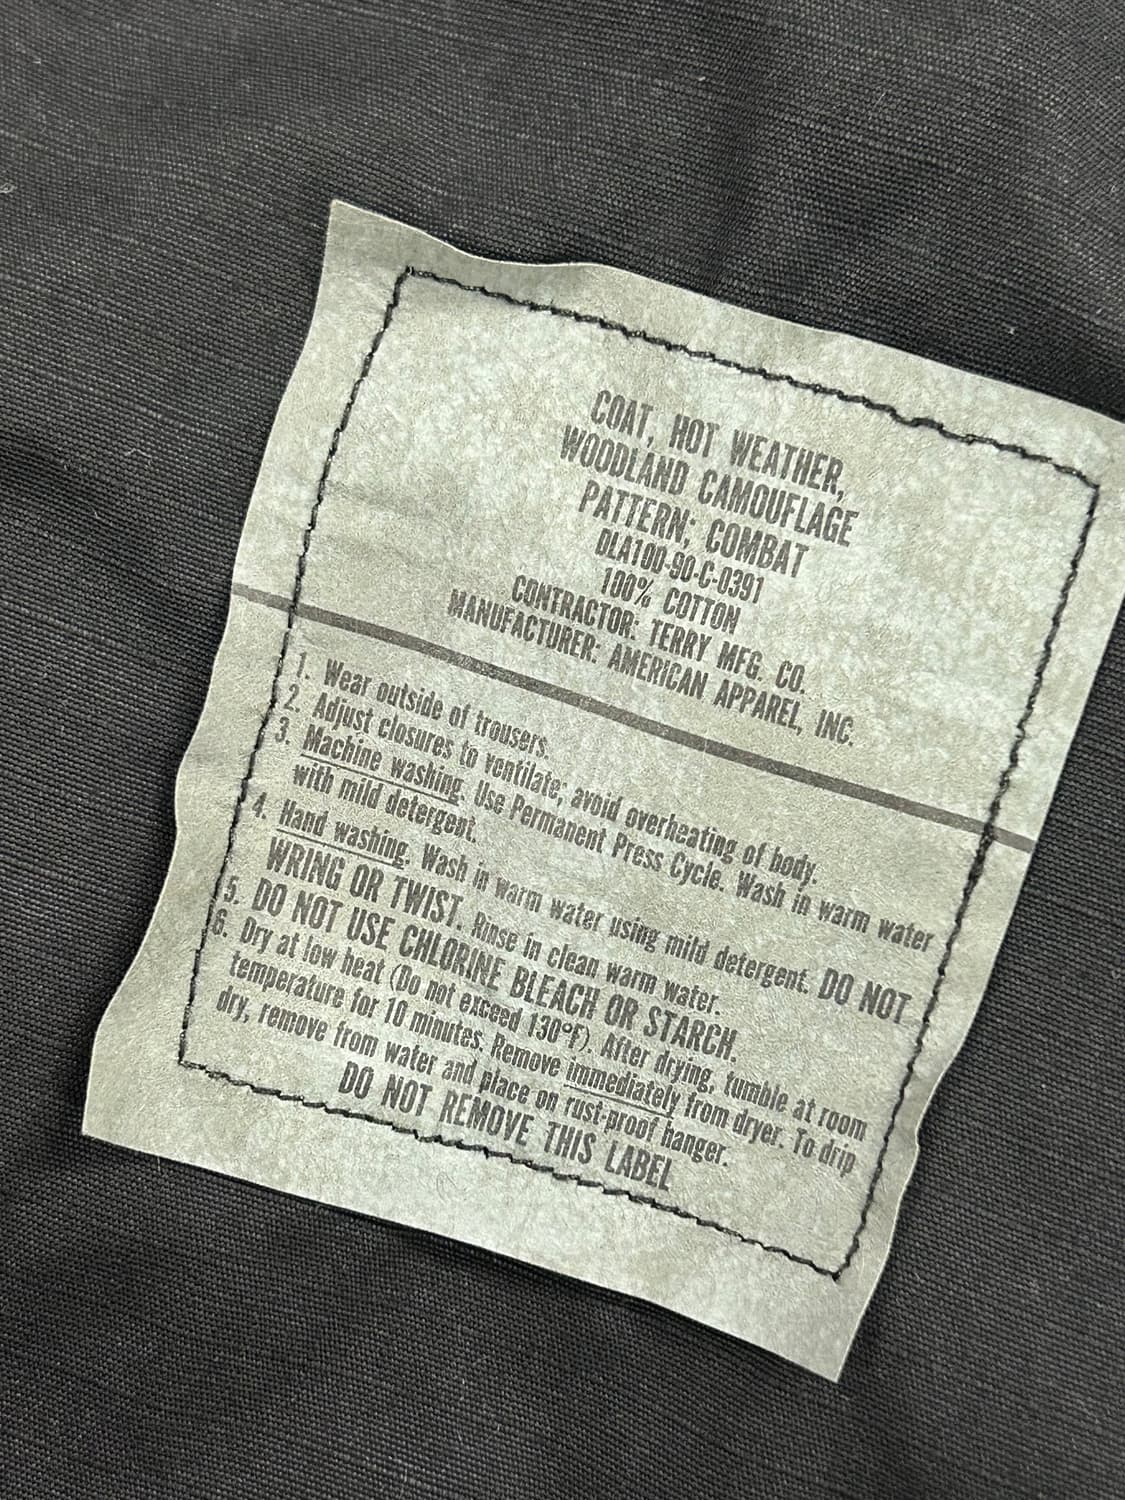 COAT, HOT WEATHER,
WOODLAND CAMOUFLAGE
PATTERN; COMBAT
DLA100-90-C-0391
100% COTTON
CONTRACTOR: TERRY MFG. CO.
MANUFACTURER: AMERICAN APPAREL, INC.
1. Wear outside of trousers.
2. Adjust closures to ventilate; avoid overheating of body.
3. Machine washing. Use Permanent Press Cycle. Wash in warm water
with mild detergent.
4. Hand washing. Wash in warm water using mild detergent. DO NOT
WRING OR TWIST. Rinse in clean warm water.
5. DO NOT USE CHLORINE BLEACH OR STARCH.
6. Dry at low heat (Do not exceed 130°F). After drying, tumble at room
temperature for 10 minutes. Remove immediately from dryer. To drip
dry, remove from water and place on rust-proof hanger.
DO NOT REMOVE THIS LABEL